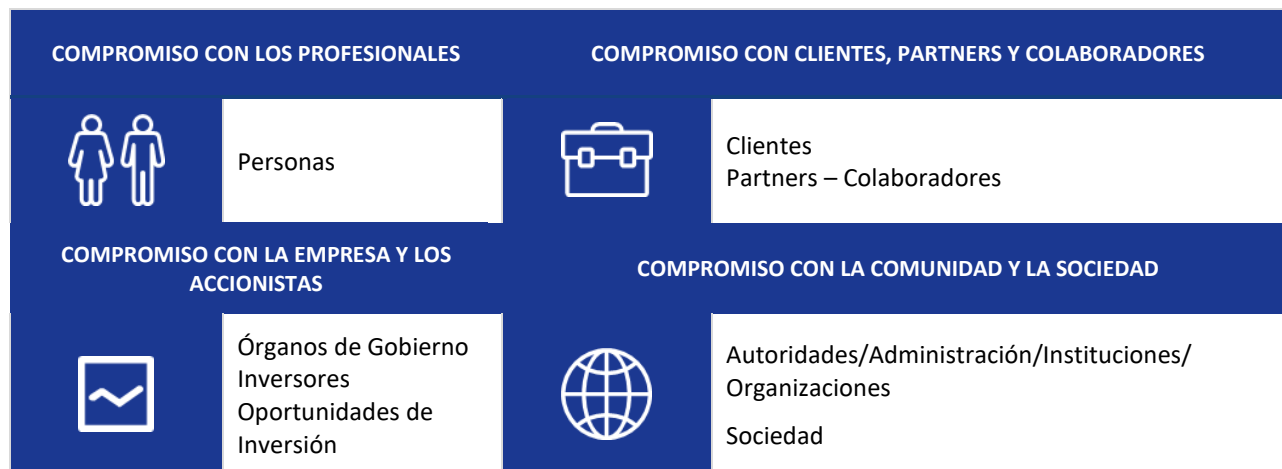 COMPROMISO CON LOS PROFESIONALES
COMPROMISO CON CLIENTES, PARTNERS Y COLABORADORES
Personas
Clientes
Partners – Colaboradores
COMPROMISO CON LA EMPRESA Y LOS
ACCIONISTAS
COMPROMISO CON LA COMUNIDAD Y LA SOCIEDAD
Órganos de Gobierno
Inversores
Oportunidades de
Inversión
Autoridades/Administración/Instituciones/
Organizaciones
Sociedad